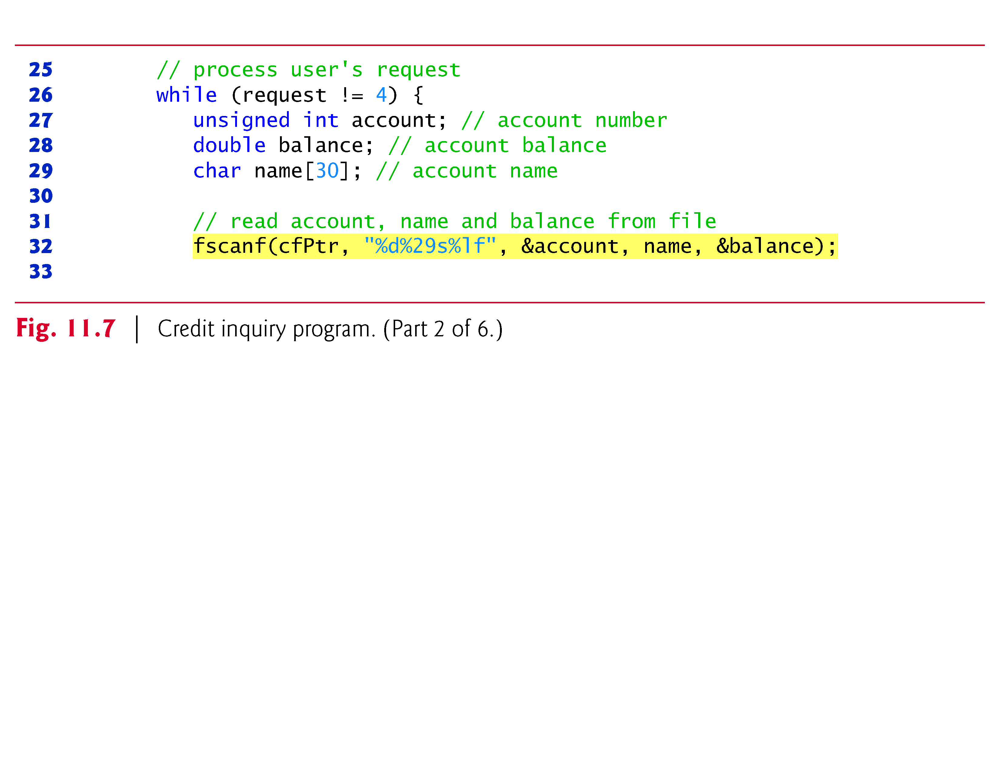 25 // process user's request
26 while (request != 4) {
27 unsigned int account; // account number
28 double balance; // account balance
29 char name[30]; // account name
30
31 // read account, name and balance from file
32 fscanf(cfPtr, "%d%29s%lf", &account, name, &balance);
33
Fig. 11.7 | Credit inquiry program. (Part 2 of 6.)